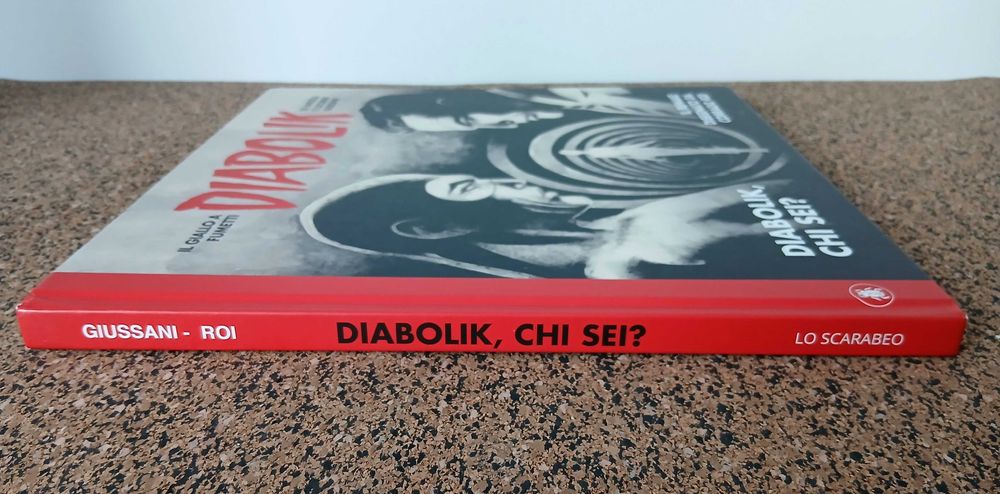 IL GIALLO A
FUMETTI
DIABOLIK
DIABOLIK,
CHI SEI?
GIUSSANI - ROI
DIABOLIK, CHI SEI?
LO SCARABEO